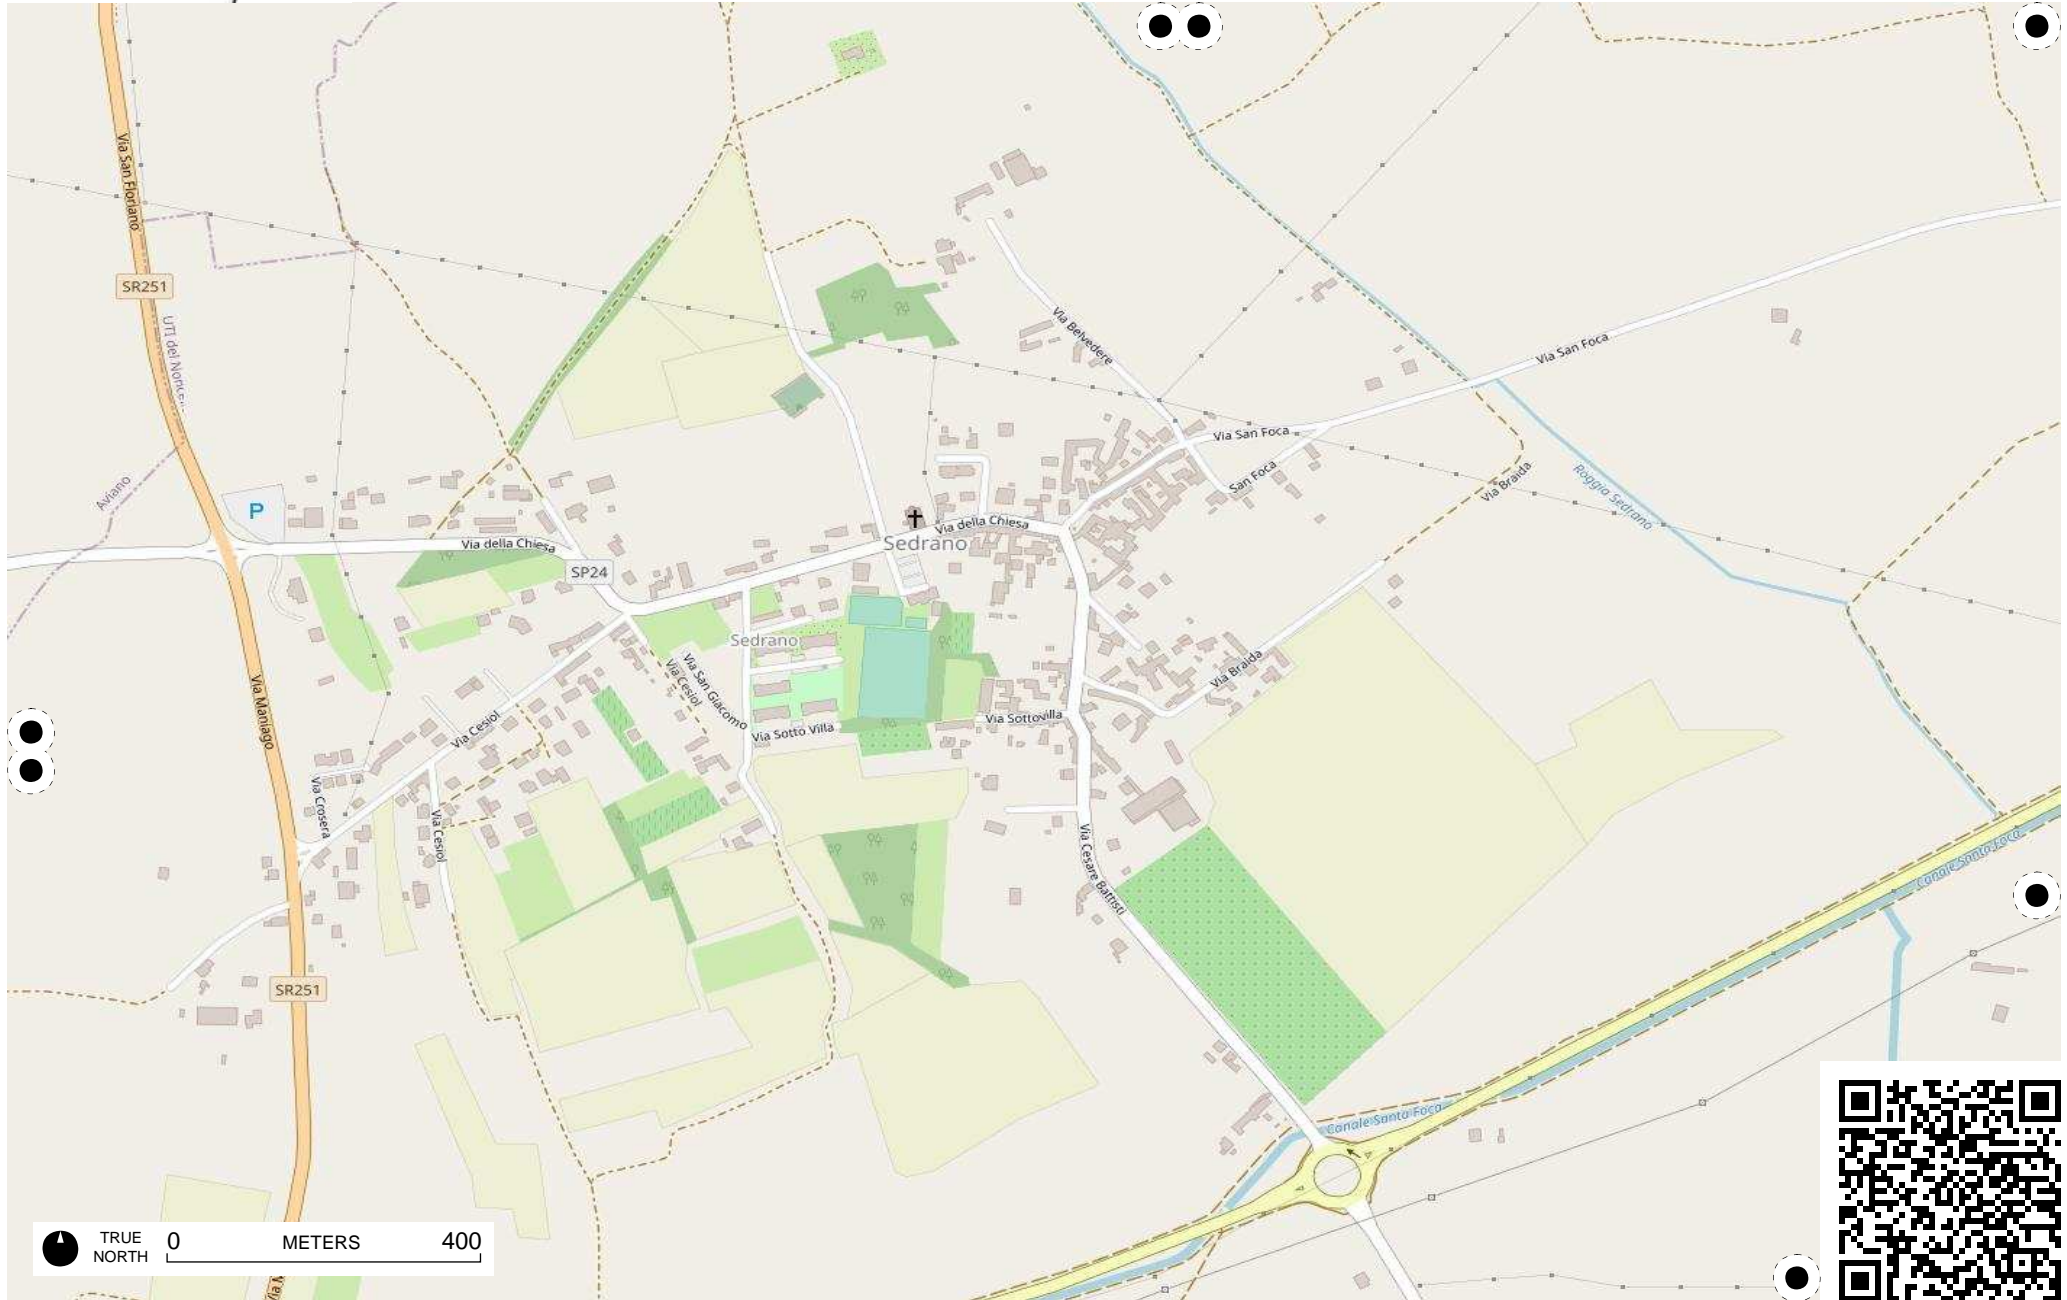 Via San Floriano
SR251
UTI del Nonc
Aviano
P
Via della Chiesa
SP24
Via Belvedere
Via San Foca
Via San Foca
San Foca
Via Braida
Roggia Sedrano
Via della Chiesa
Sedrano
Sedrano
Via San Giacomo
Via Cesiol
Via Sotto Villa
Via Sottovilla
Via Braida
Via Maniago
Via Cesiol
Via Crosera
Via Cesiol
Via Cesare Battisti
Canale Santa Foca
SR251
Canale Santa Foca
TRUE
NORTH
0 METERS 400